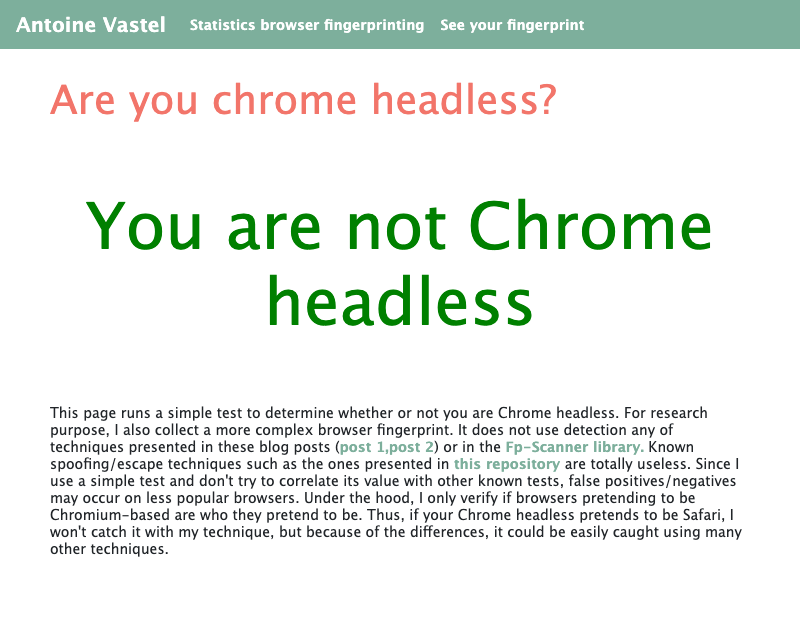 Antoine Vastel Statistics browser fingerprinting See your fingerprint
Are you chrome headless?
You are not Chrome
headless
This page runs a simple test to determine whether or not you are Chrome headless. For research
purpose, I also collect a more complex browser fingerprint. It does not use detection any of
techniques presented in these blog posts (post 1,post 2) or in the Fp-Scanner library. Known
spoofing/escape techniques such as the ones presented in this repository are totally useless. Since I
use a simple test and don't try to correlate its value with other known tests, false positives/negatives
may occur on less popular browsers. Under the hood, I only verify if browsers pretending to be
Chromium-based are who they pretend to be. Thus, if your Chrome headless pretends to be Safari, I
won't catch it with my technique, but because of the differences, it could be easily caught using many
other techniques.